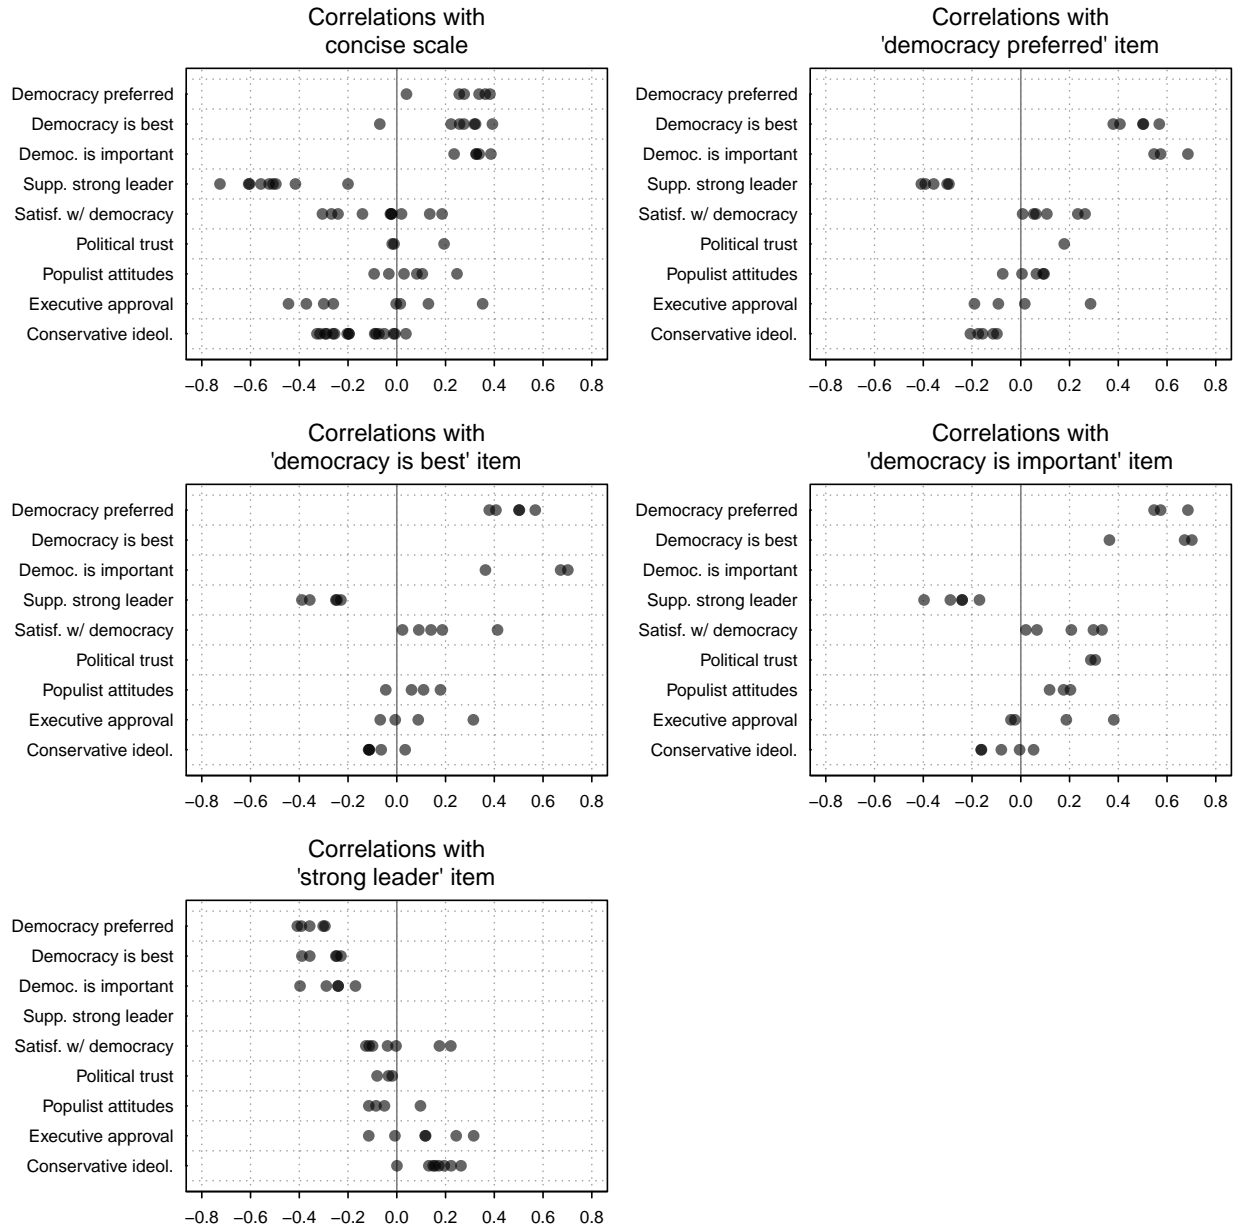 Correlations with
concise scale
Democracy preferred
Democracy is best
Democ. is important
Supp. strong leader
Satisf. w/ democracy
Political trust
Populist attitudes
Executive approval
Conservative ideol.
−0.8 −0.6 −0.4 −0.2 0.0 0.2 0.4 0.6 0.8
Correlations with
'democracy preferred' item
Democracy preferred
Democracy is best
Democ. is important
Supp. strong leader
Satisf. w/ democracy
Political trust
Populist attitudes
Executive approval
Conservative ideol.
−0.8 −0.6 −0.4 −0.2 0.0 0.2 0.4 0.6 0.8
Correlations with
'democracy is best' item
Democracy preferred
Democracy is best
Democ. is important
Supp. strong leader
Satisf. w/ democracy
Political trust
Populist attitudes
Executive approval
Conservative ideol.
−0.8 −0.6 −0.4 −0.2 0.0 0.2 0.4 0.6 0.8
Correlations with
'democracy is important' item
Democracy preferred
Democracy is best
Democ. is important
Supp. strong leader
Satisf. w/ democracy
Political trust
Populist attitudes
Executive approval
Conservative ideol.
−0.8 −0.6 −0.4 −0.2 0.0 0.2 0.4 0.6 0.8
Correlations with
'strong leader' item
Democracy preferred
Democracy is best
Democ. is important
Supp. strong leader
Satisf. w/ democracy
Political trust
Populist attitudes
Executive approval
Conservative ideol.
−0.8 −0.6 −0.4 −0.2 0.0 0.2 0.4 0.6 0.8